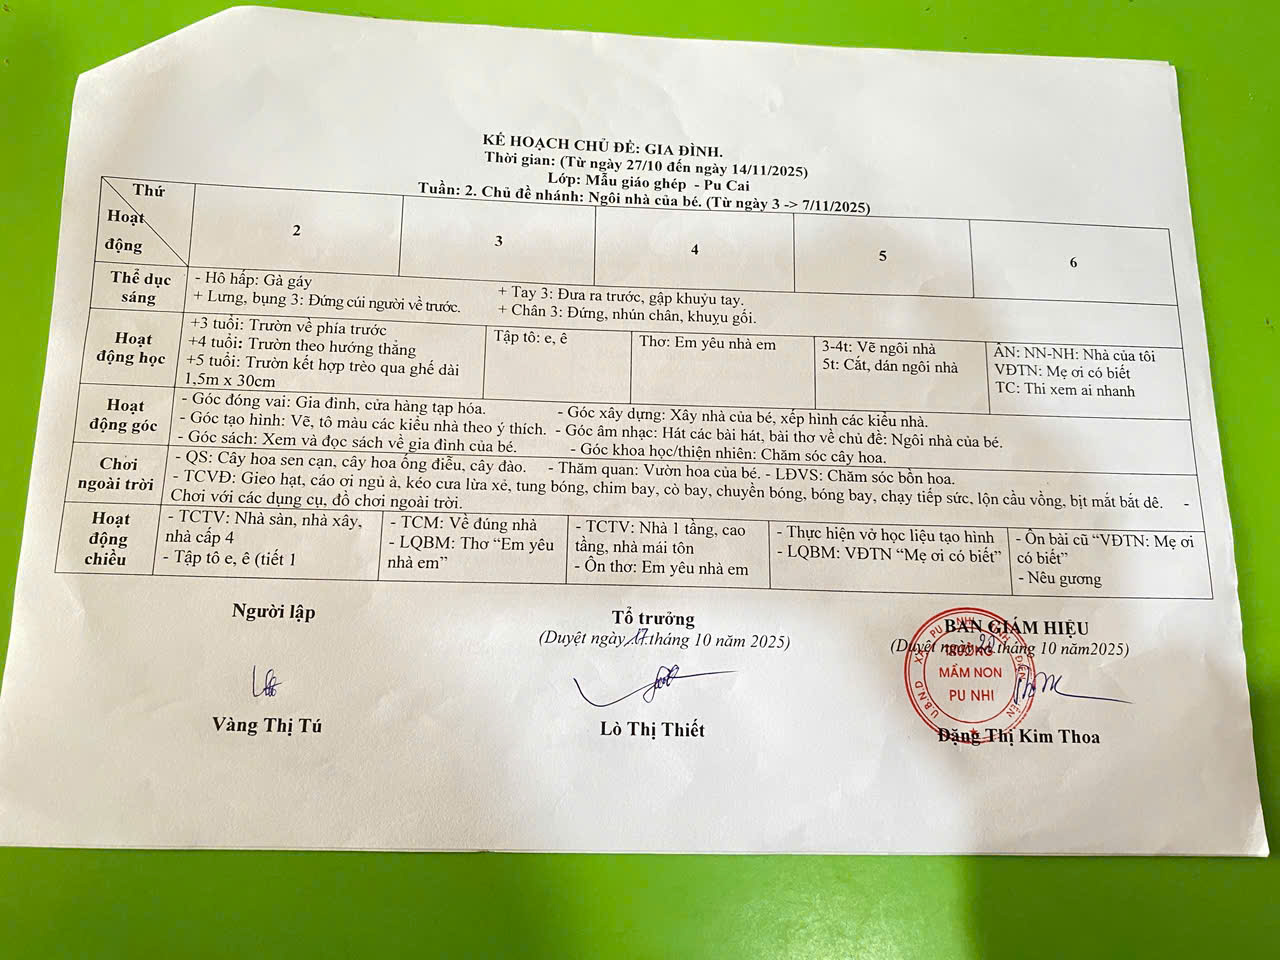 KẾ HOẠCH CHỦ ĐỀ: GIA ĐÌNH.
Thời gian: (Từ ngày 27/10 đến ngày 14/11/2025)
Lớp: Mẫu giáo ghép - Pu Cai
Tuần: 2. Chủ đề nhánh: Ngôi nhà của bé. (Từ ngày 3 -> 7/11/2025)
Thứ
Hoạt
động
2
3
4
5
6
Thể dục
sáng
- Hô hấp: Gà gáy
+ Lưng, bụng 3: Đứng cúi người về trước.
+ Tay 3: Đưa ra trước, gập khuỷu tay.
+ Chân 3: Đứng, nhún chân, khuỵu gối.
Hoạt
động học
+3 tuổi: Trườn về phía trước
+4 tuổi: Trườn theo hướng thẳng
+5 tuổi: Trườn kết hợp trèo qua ghế dài
1,5m x 30cm
Tập tô: e, ê
Thơ: Em yêu nhà em
3-4t: Vẽ ngôi nhà
5t: Cắt, dán ngôi nhà
ÂN: NN-NH: Nhà của tôi
VĐTN: Mẹ ơi có biết
TC: Thi xem ai nhanh
Hoạt
động góc
- Góc đóng vai: Gia đình, cửa hàng tạp hóa. - Góc xây dựng: Xây nhà của bé, xếp hình các kiểu nhà.
- Góc tạo hình: Vẽ, tô màu các kiểu nhà theo ý thích. - Góc âm nhạc: Hát các bài hát, bài thơ về chủ đề: Ngôi nhà của bé.
- Góc sách: Xem và đọc sách về gia đình của bé. - Góc khoa học/thiện nhiên: Chăm sóc cây hoa.
Chơi
ngoài trời
- QS: Cây hoa sen cạn, cây hoa ống điễu, cây đào. - Thăm quan: Vườn hoa của bé. - LĐVS: Chăm sóc bồn hoa.
- TCVĐ: Gieo hạt, cáo ơi ngủ à, kéo cưa lừa xẻ, tung bóng, chim bay, cò bay, chuyền bóng, bóng bay, chạy tiếp sức, lộn cầu vồng, bịt mắt bắt dê. -
Chơi với các dụng cụ, đồ chơi ngoài trời.
Hoạt
động
chiều
- TCTV: Nhà sàn, nhà xây,
nhà cấp 4
- Tập tô e, ê (tiết 1
- TCM: Về đúng nhà
- LQBM: Thơ “Em yêu
nhà em”
- TCTV: Nhà 1 tầng, cao
tầng, nhà mái tôn
- Ôn thơ: Em yêu nhà em
- Thực hiện vở học liệu tạo hình
- LQBM: VĐTN “Mẹ ơi có biết”
- Ôn bài cũ “VĐTN: Mẹ ơi
có biết”
- Nêu gương
Người lập
Tổ trưởng
(Duyệt ngày 17 tháng 10 năm 2025)
BAN GIÁM HIỆU
(Duyệt ngày tháng 10 năm2025)
TRƯỜNG
MẦM NON
PU NHI
U.B.N.D XÃ PU NHI
Vàng Thị Tú
Lò Thị Thiết
Đặng Thị Kim Thoa